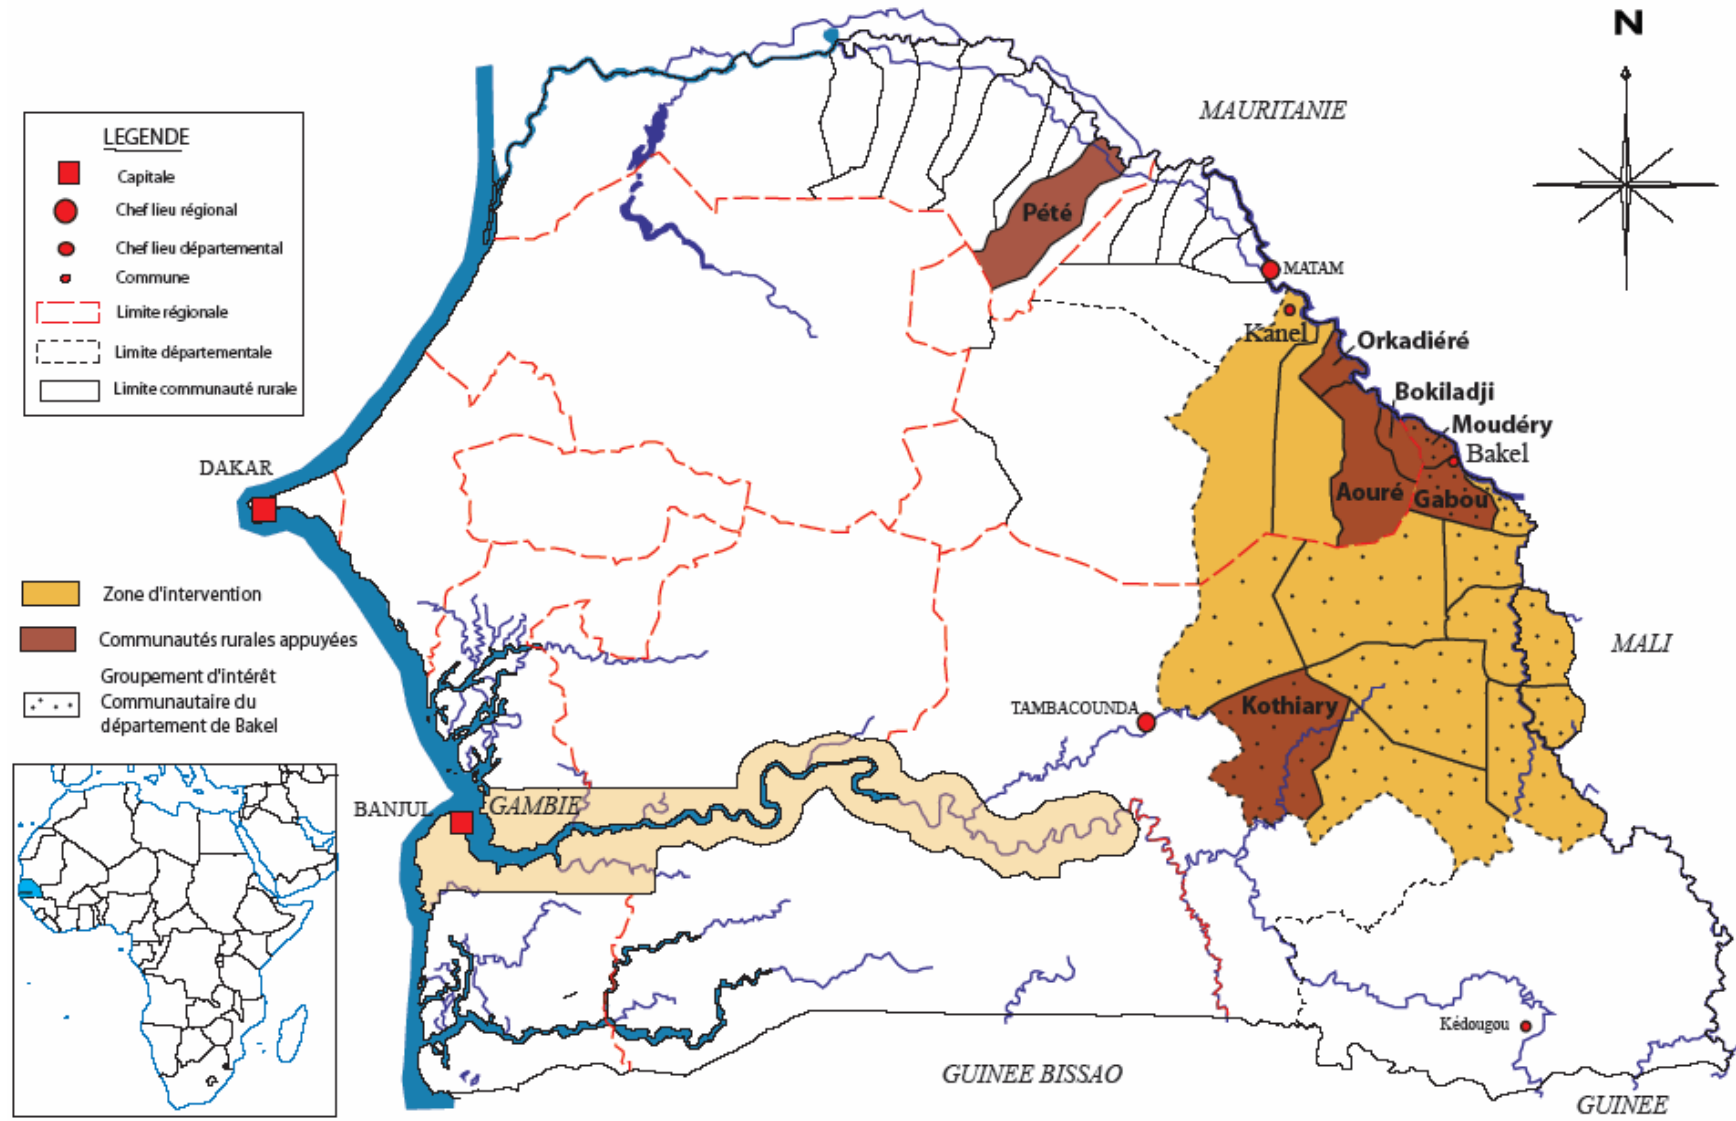 N
MAURITANIE
LEGENDE
Capitale
Chef lieu régional
Chef lieu départemental
Commune
Limite régionale
Limite départementale
Limite communauté rurale
Pété
MATAM
Kanel
Orkadiéré
Bokiladji
Moudéry
Bakel
DAKAR
Aouré
Gabou
Zone d'intervention
Communautés rurales appuyées
Groupement d'intérêt
Communautaire du
département de Bakel
MALI
TAMBACOUNDA
Kothiary
BANJUL
GAMBIE
Kédougou
GUINEE BISSAO
GUINEE